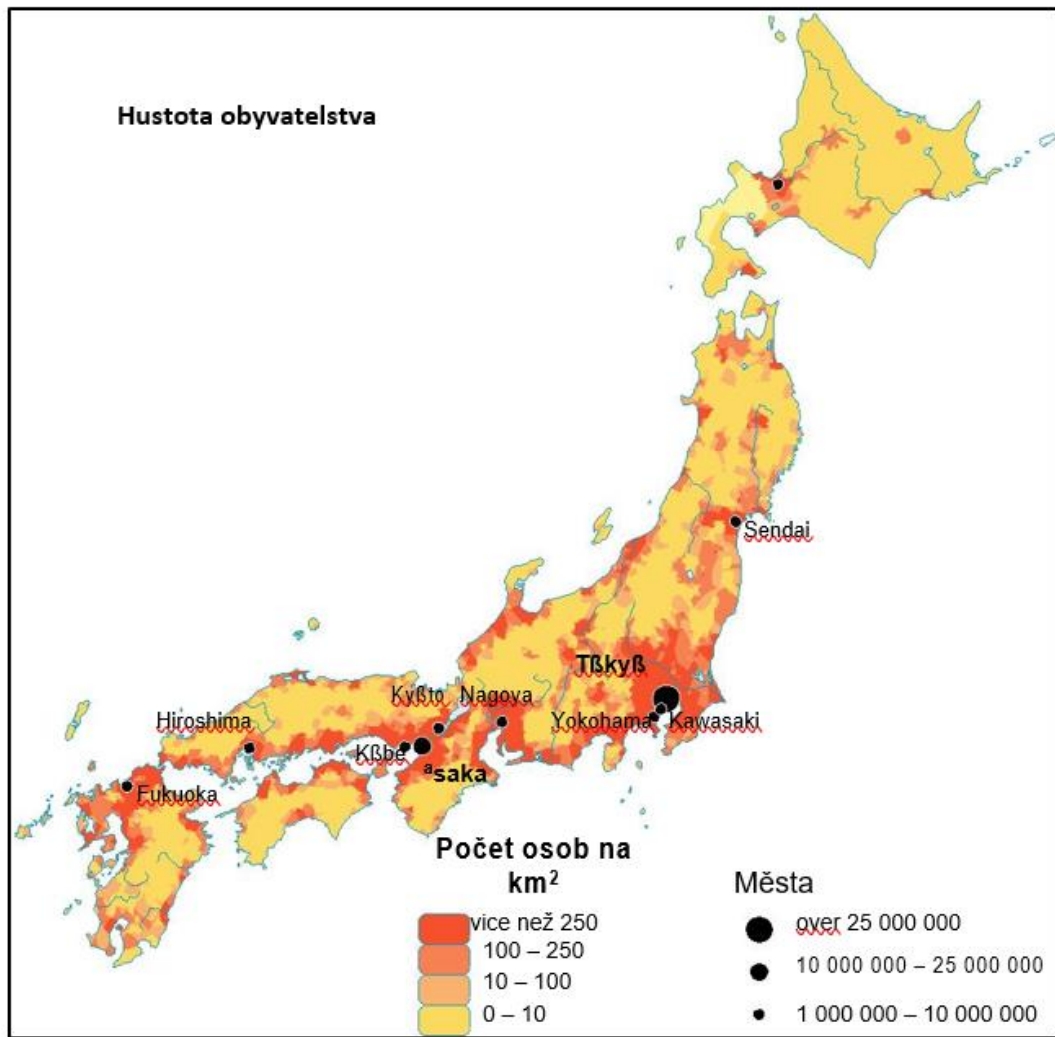 Hustota obyvatelstva
Sendai
Tßkyß
Kyßto Nagoya
Hiroshima
Yokohama Kawasaki
Kßbe
ªsaka
Fukuoka
Počet osob na
km²
vice než 250
100 – 250
10 – 100
0 – 10
Města
over 25 000 000
10 000 000 – 25 000 000
1 000 000 – 10 000 000